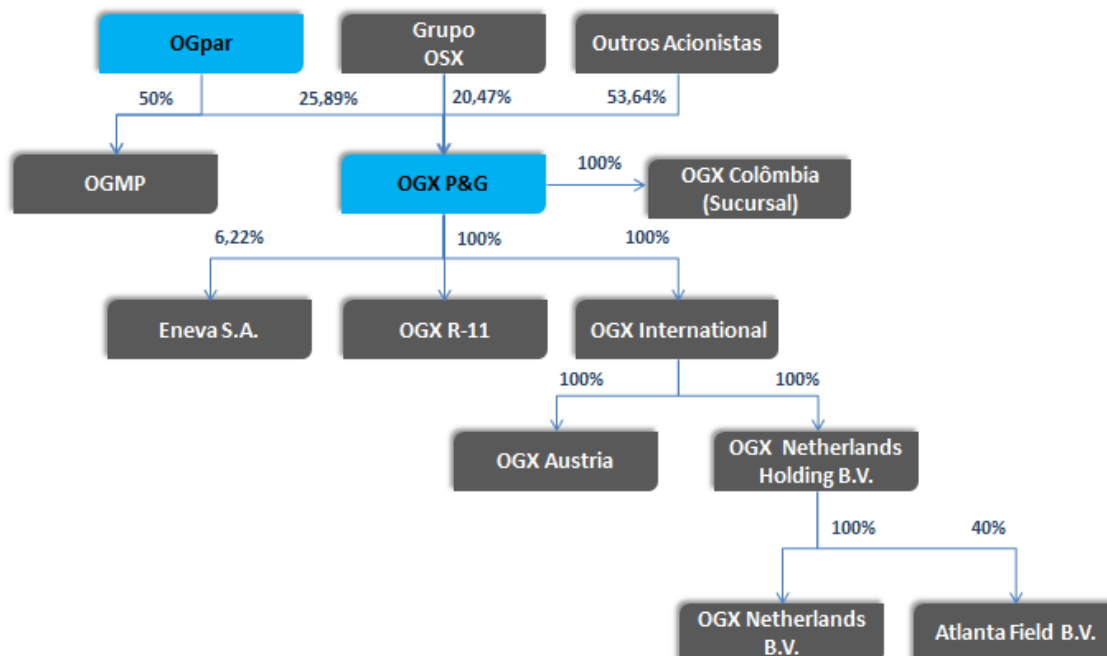 OGpar
Grupo
OSX
Outros Acionistas
50%
25,89%
20,47%
53,64%
OGMP
OGX P&G
100%
OGX Colômbia
(Sucursal)
6,22%
100%
100%
Eneva S.A.
OGX R-11
OGX International
100%
100%
OGX Austria
OGX Netherlands
Holding B.V.
100%
40%
OGX Netherlands
B.V.
Atlanta Field B.V.